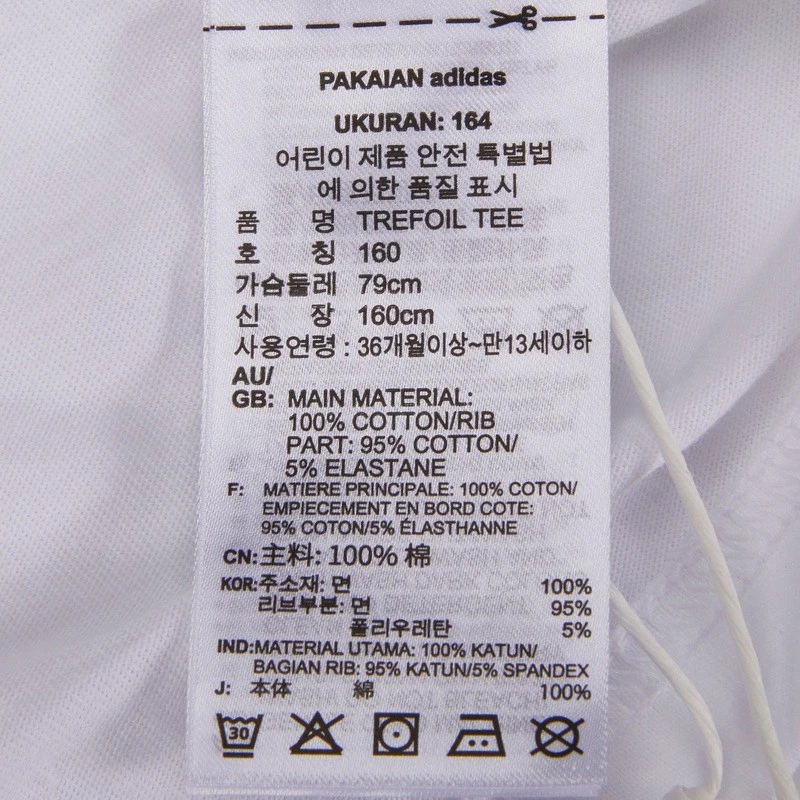 PAKAIAN adidas
UKURAN: 164
어린이 제품 안전 특별법
에 의한 품질 표시
품 명 TREFOIL TEE
호 칭 160
가슴둘레 79cm
신 장 160cm
사용연령 : 36개월이상~만13세이하
AU/
GB: MAIN MATERIAL:
100% COTTON/RIB
PART: 95% COTTON/
5% ELASTANE
F: MATIERE PRINCIPALE: 100% COTON/
EMPIECEMENT EN BORD COTE:
95% COTON/5% ÉLASTHANNE
CN: 主料: 100% 棉
KOR: 주소재: 면 100%
리브부분: 면 95%
폴리우레탄 5%
IND: MATERIAL UTAMA: 100% KATUN/
BAGIAN RIB: 95% KATUN/5% SPANDEX
J: 本体 綿 100%
30